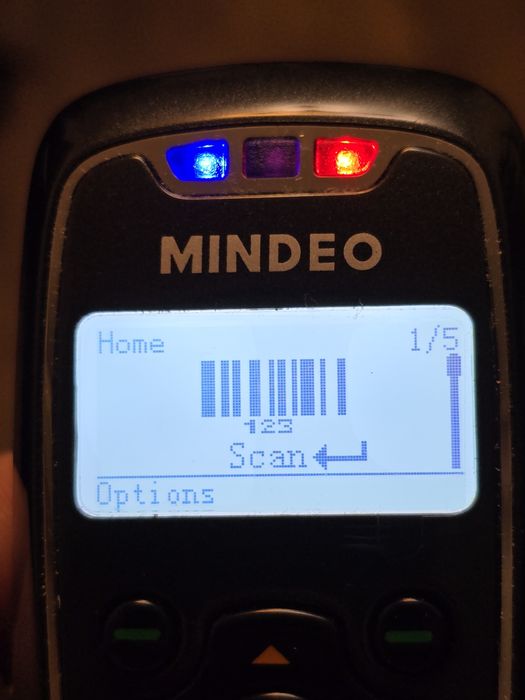 MINDEO
Home 1/5
123
Scan
Options